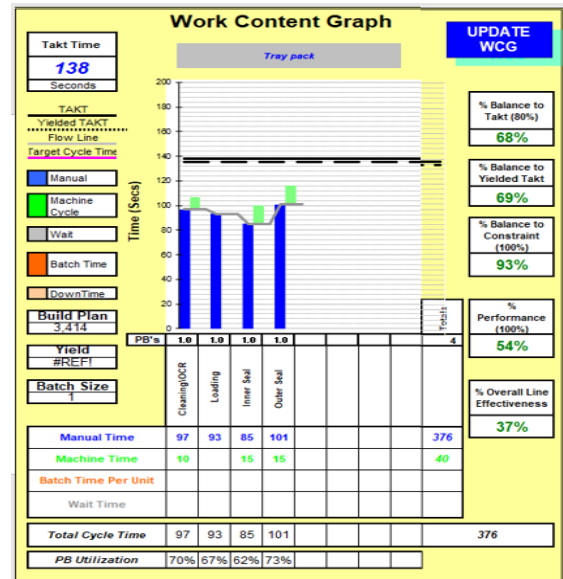 Work Content Graph
Takt Time
138
Seconds
Tray pack
UPDATE
WCG
TAKT
Yielded TAKT
Flow Line
Target Cycle Time
Manual
Machine
Cycle
Wait
Batch Time
DownTime
Build Plan
3,414
Yield
#REF!
Batch Size
1
Time (Secs)
200
180
160
140
120
100
80
60
40
20
0
% Balance to
Takt (80%)
68%
% Balance to
Yielded Takt
69%
% Balance to
Constraint
(100%)
93%
%
Performance
(100%)
54%
% Overall Line
Effectiveness
37%
Totals
PB's 1.0 1.0 1.0 1.0 4
Cleaning/OCR
Loading
Inner Seal
Outer Seal
Manual Time 97 93 85 101 376
Machine Time 10 15 15 40
Batch Time Per Unit
Wait Time
Total Cycle Time 97 93 85 101 376
PB Utilization 70% 67% 62% 73%